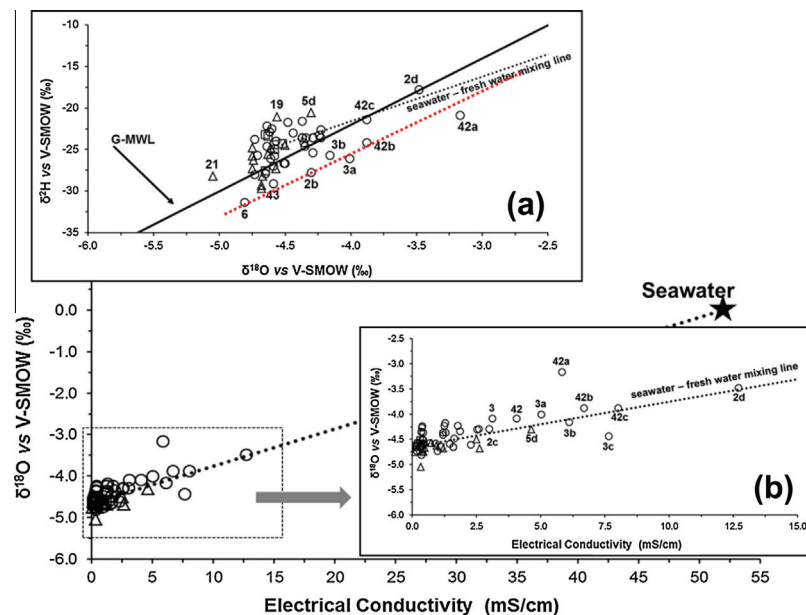 -10
-15
-20
-25
-30
-35
δ²H vs V-SMOW (‰)
-6.0 -5.5 -5.0 -4.5 -4.0 -3.5 -3.0 -2.5
δ¹⁸O vs V-SMOW (‰)
G-MWL
seawater – fresh water mixing line
19
5d
2d
42c
42a
21
3b
42b
3a
43
2b
6
(a)
0.0
-1.0
-2.0
-3.0
-4.0
-5.0
-6.0
δ¹⁸O vs V-SMOW (‰)
0 5 10 15 20 25 30 35 40 45 50 55
Electrical Conductivity (mS/cm)
Seawater
-2.5
-3.0
-3.5
-4.0
-4.5
-5.0
-5.5
-6.0
δ¹⁸O vs V-SMOW (‰)
0.0 2.5 5.0 7.5 10.0 12.5 15.0
Electrical Conductivity (mS/cm)
seawater – fresh water mixing line
42a
3
42
3a
42b
42c
2d
2c
5d
3b
3c
(b)